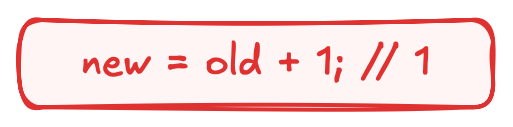 new = old + 1; // 1